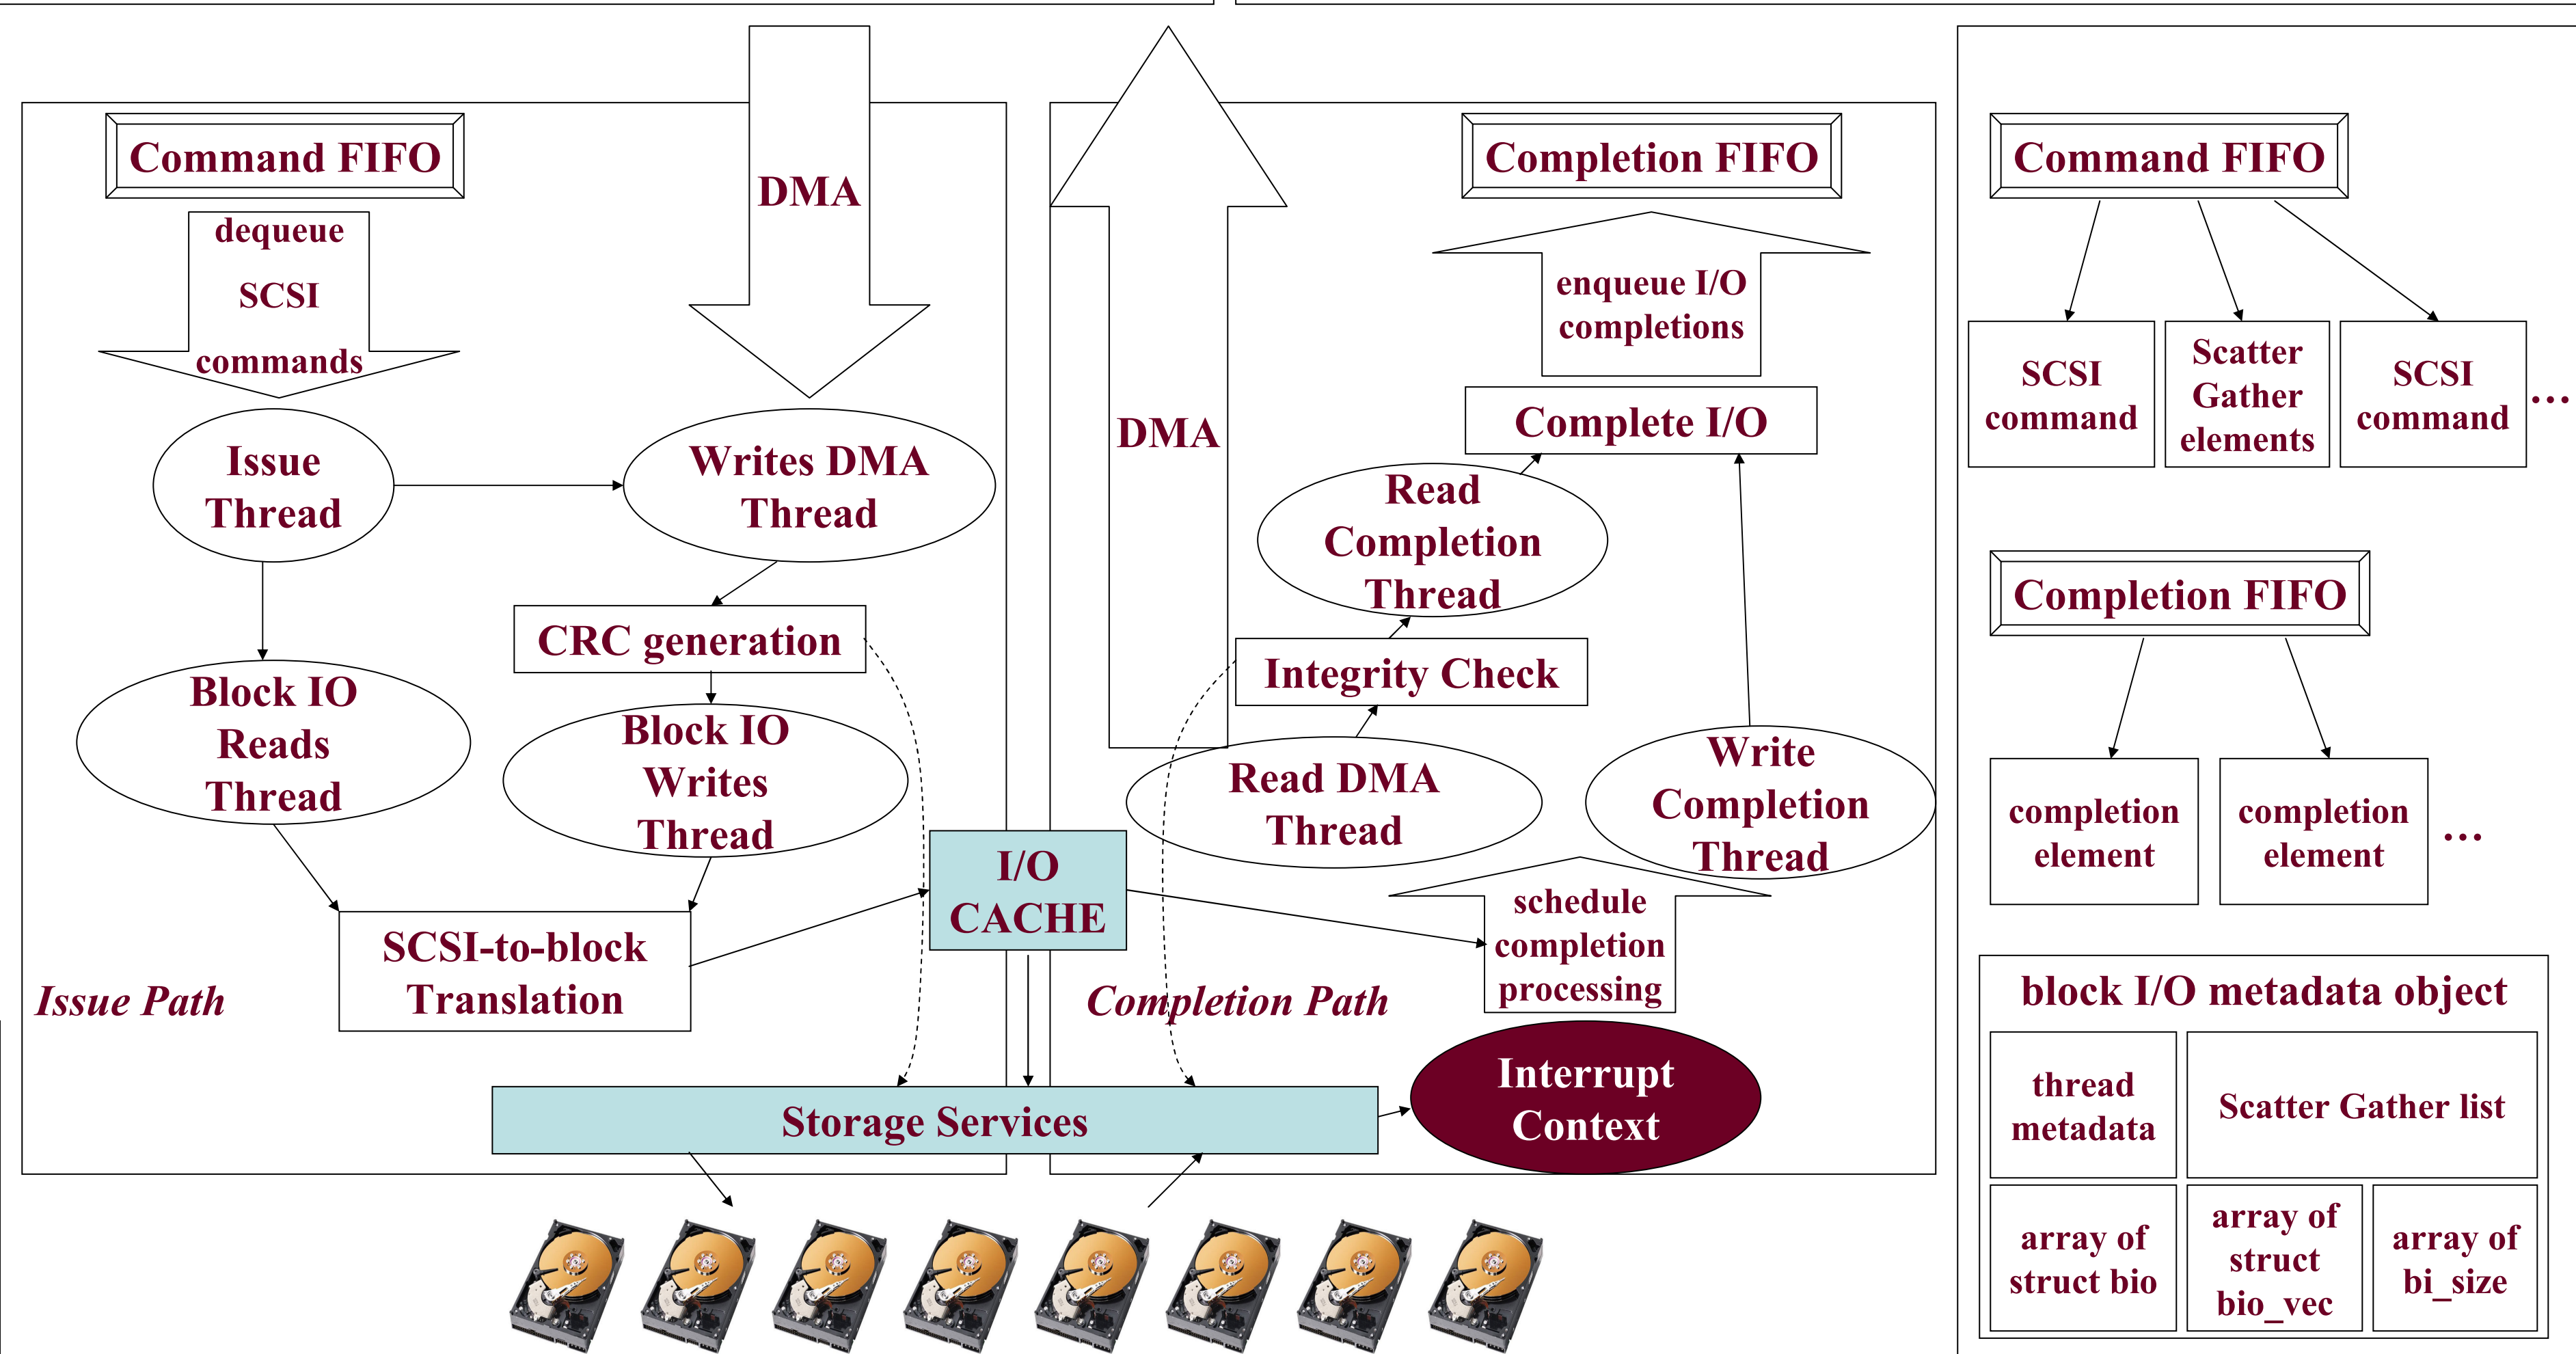 Command FIFO
dequeue
SCSI
commands
DMA
Issue
Thread
Writes DMA
Thread
CRC generation
Block IO
Reads
Thread
Block IO
Writes
Thread
SCSI-to-block
Translation
Issue Path
I/O
CACHE
Storage Services
DMA
Completion FIFO
enqueue I/O
completions
Complete I/O
Read
Completion
Thread
Integrity Check
Read DMA
Thread
Write
Completion
Thread
schedule
completion
processing
Completion Path
Interrupt
Context
Command FIFO
SCSI
command
Scatter
Gather
elements
SCSI
command
...
Completion FIFO
completion
element
completion
element
...
block I/O metadata object
thread
metadata
Scatter Gather list
array of
struct bio
array of
struct
bio_vec
array of
bi_size